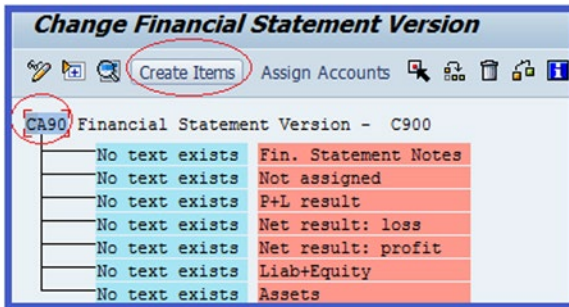 Change Financial Statement Version
Create Items Assign Accounts
CA90 Financial Statement Version - C900
No text exists Fin. Statement Notes
No text exists Not assigned
No text exists P+L result
No text exists Net result: loss
No text exists Net result: profit
No text exists Liab+Equity
No text exists Assets